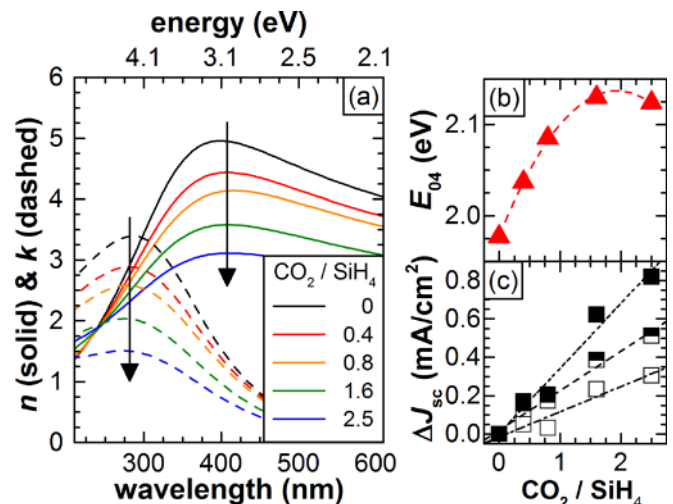 energy (eV)
4.1 3.1 2.5 2.1
6
5
4
3
2
1
0
n (solid) & k (dashed)
(a)
CO2 / SiH4
0
0.4
0.8
1.6
2.5
300 400 500 600
wavelength (nm)
(b)
2.13
1.98
E04 (eV)
(c)
0.8
0.6
0.4
0.2
0.0
ΔJsc (mA/cm²)
0 1 2
CO2 / SiH4